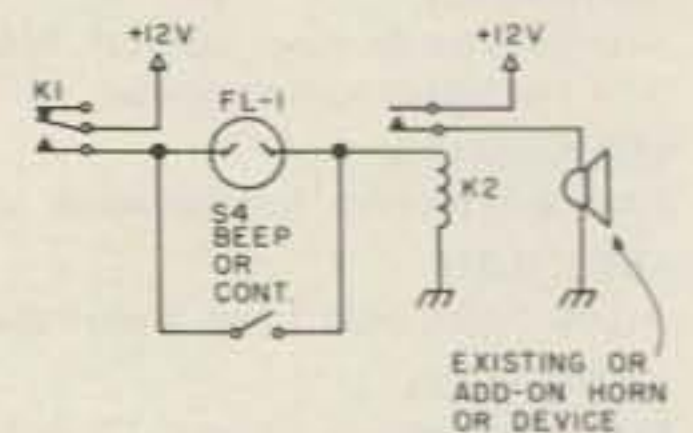 +12V
+12V
K1
FL-1
S4
BEEP
OR
CONT.
K2
EXISTING OR
ADD-ON HORN
OR DEVICE